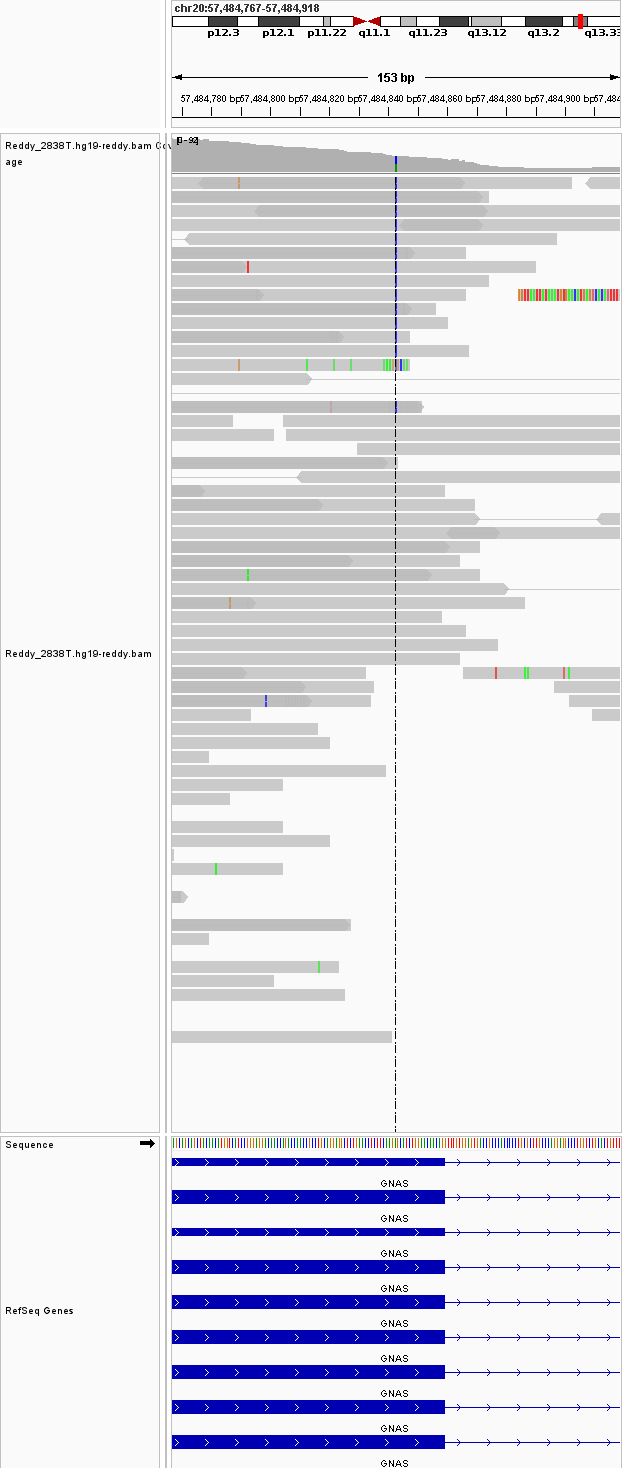 chr20:57,484,767-57,484,918
p12.3 p12.1 p11.22 q11.1 q11.23 q13.12 q13.2 q13.33
153 bp
57,484,780 bp 57,484,800 bp 57,484,820 bp 57,484,840 bp 57,484,860 bp 57,484,880 bp 57,484,900 bp 57,484
Reddy_2838T.hg19-reddy.bam Cov
age
[0-92]
Reddy_2838T.hg19-reddy.bam
Sequence
GNAS
GNAS
GNAS
GNAS
RefSeq Genes
GNAS
GNAS
GNAS
GNAS
GNAS